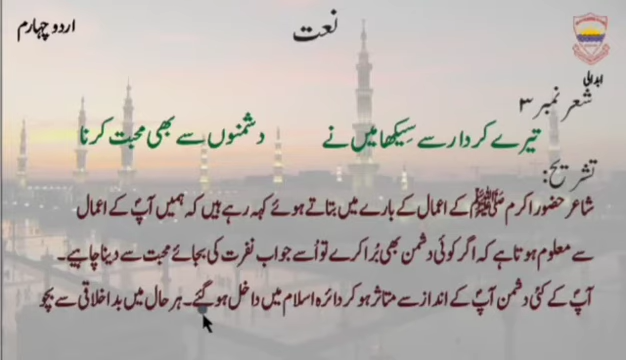 نعت
اردو چہارم
ابدالی
شعر نمبر ۳
تیرے کردار سے سیکھا میں نے دشمنوں سے بھی محبت کرنا
تشریح:
شاعر حضور اکرم ﷺ کے اعمال کے بارے میں بتاتے ہوئے کہہ رہے ہیں کہ ہمیں آپؐ کے اعمال
سے معلوم ہوتا ہے کہ اگر کوئی دشمن بھی بُرا کرے تو اُسے جواب نفرت کی بجائے محبت سے دینا چاہیے۔
آپؐ کے کئی دشمن آپؐ کے انداز سے متاثر ہو کر دائرہ اسلام میں داخل ہو گئے۔ ہر حال میں بداخلاقی سے بچو